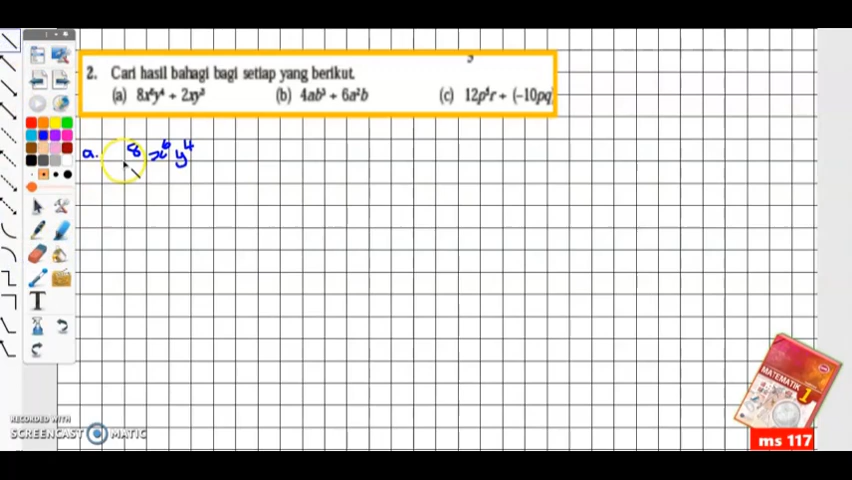 2. Cari hasil bahagi bagi setiap yang berikut.
(a) 8x⁶y⁴ ÷ 2xy³ (b) 4ab³ ÷ 6a²b (c) 12p⁵r ÷ (−10pq)
a. 8x⁶y⁴
T
MATEMATIK 1
RECORDED WITH
SCREENCAST MATIC
ms 117